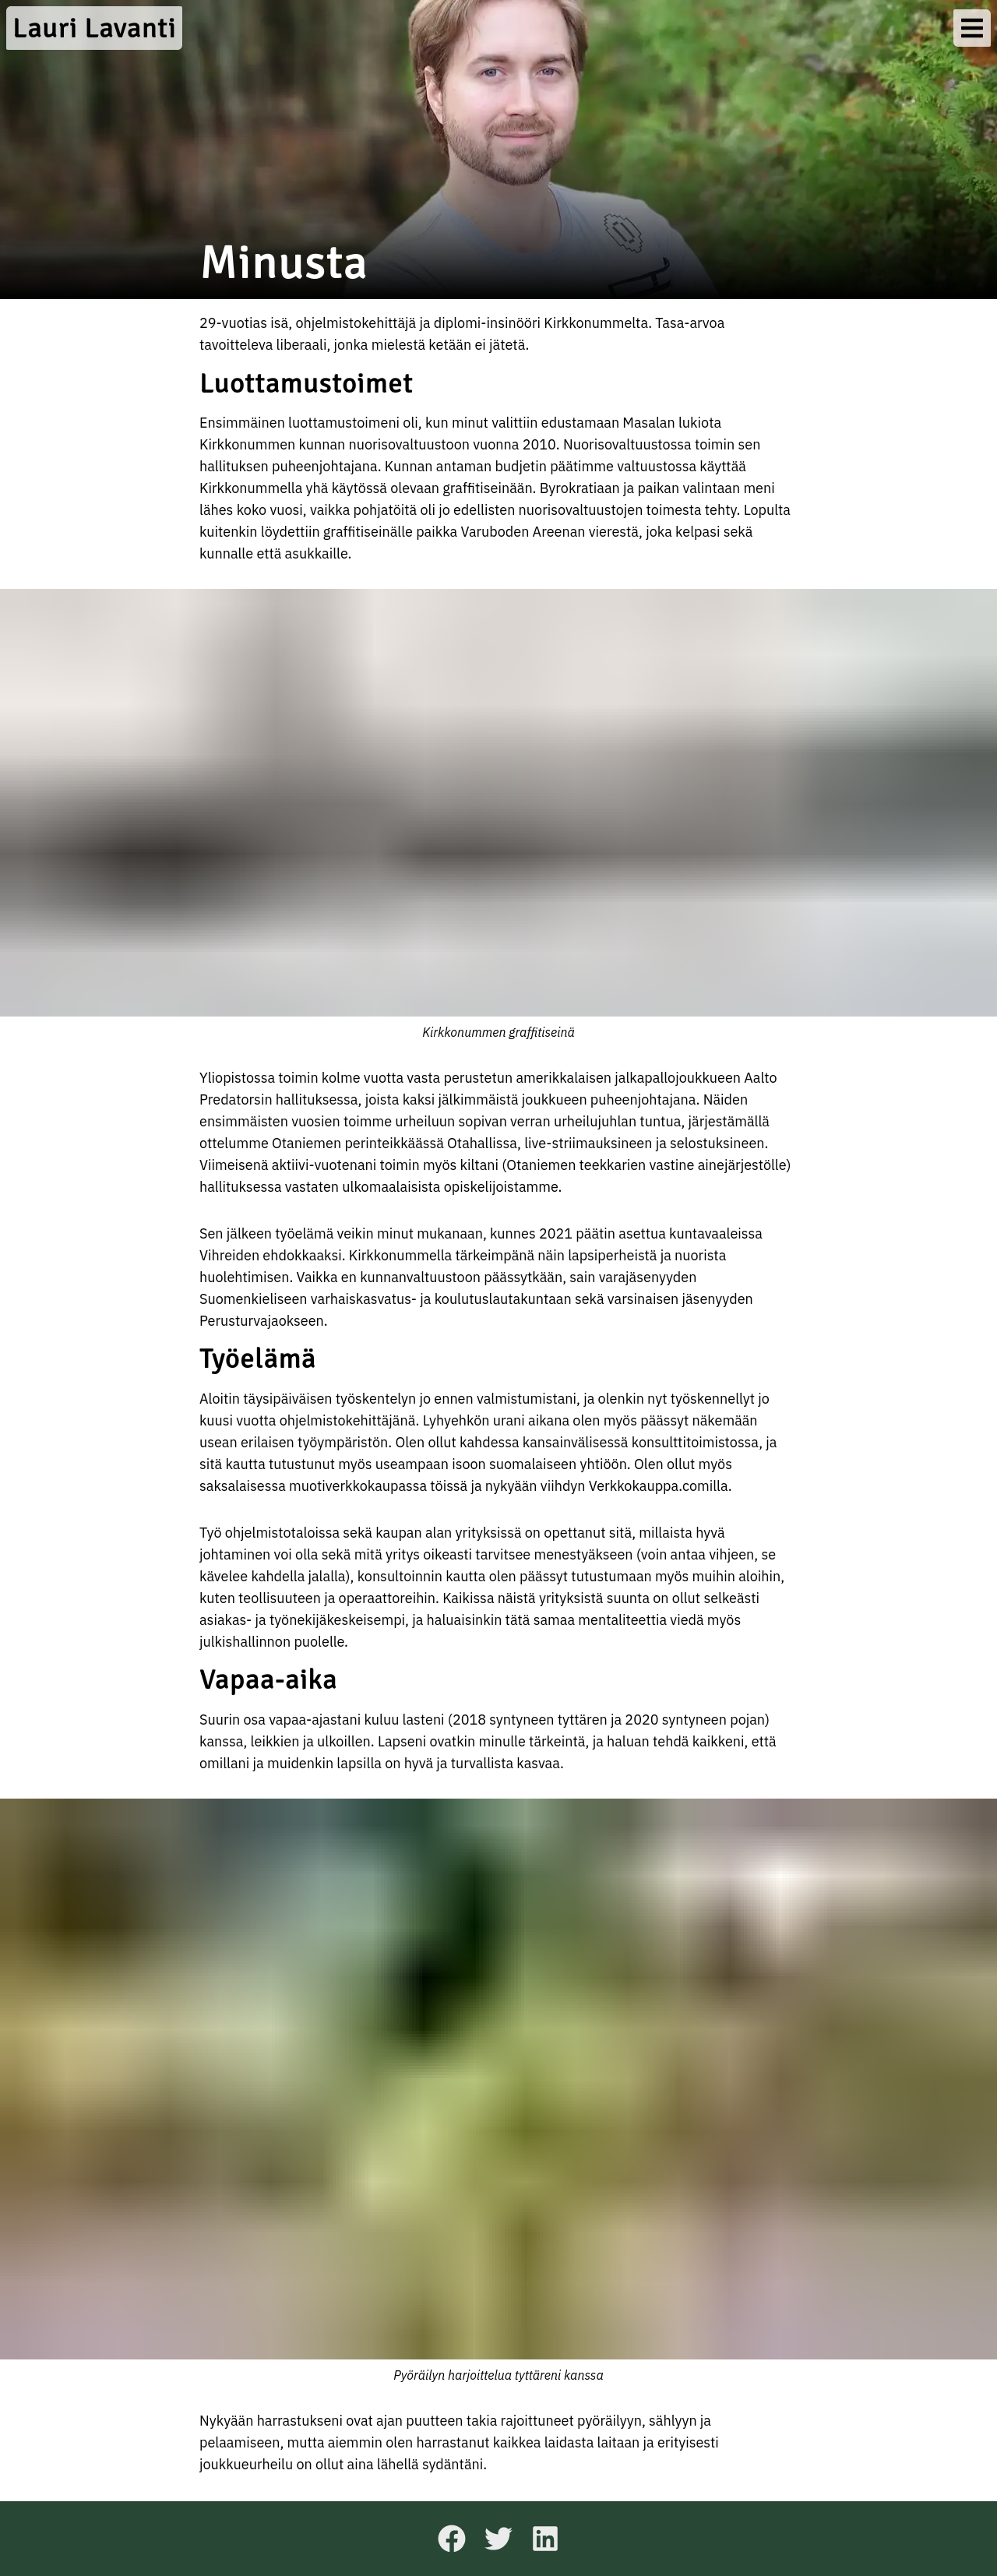 Lauri Lavanti
Minusta
29-vuotias isä, ohjelmistokehittäjä ja diplomi-insinööri Kirkkonummelta. Tasa-arvoa
tavoitteleva liberaali, jonka mielestä ketään ei jätetä.
Luottamustoimet
Ensimmäinen luottamustoimeni oli, kun minut valittiin edustamaan Masalan lukiota
Kirkkonummen kunnan nuorisovaltuustoon vuonna 2010. Nuorisovaltuustossa toimin sen
hallituksen puheenjohtajana. Kunnan antaman budjetin päätimme valtuustossa käyttää
Kirkkonummella yhä käytössä olevaan graffitiseinään. Byrokratiaan ja paikan valintaan meni
lähes koko vuosi, vaikka pohjatöitä oli jo edellisten nuorisovaltuustojen toimesta tehty. Lopulta
kuitenkin löydettiin graffitiseinälle paikka Varuboden Areenan vierestä, joka kelpasi sekä
kunnalle että asukkaille.
Kirkkonummen graffitiseinä
Yliopistossa toimin kolme vuotta vasta perustetun amerikkalaisen jalkapallojoukkueen Aalto
Predatorsin hallituksessa, joista kaksi jälkimmäistä joukkueen puheenjohtajana. Näiden
ensimmäisten vuosien toimme urheiluun sopivan verran urheilujuhlan tuntua, järjestämällä
ottelumme Otaniemen perinteikkäässä Otahallissa, live-striimauksineen ja selostuksineen.
Viimeisenä aktiivi-vuotenani toimin myös kiltani (Otaniemen teekkarien vastine ainejärjestölle)
hallituksessa vastaten ulkomaalaisista opiskelijoistamme.
Sen jälkeen työelämä veikin minut mukanaan, kunnes 2021 päätin asettua kuntavaaleissa
Vihreiden ehdokkaaksi. Kirkkonummella tärkeimpänä näin lapsiperheistä ja nuorista
huolehtimisen. Vaikka en kunnanvaltuustoon päässytkään, sain varajäsenyyden
Suomenkieliseen varhaiskasvatus- ja koulutuslautakuntaan sekä varsinaisen jäsenyyden
Perusturvajaokseen.
Työelämä
Aloitin täysipäiväisen työskentelyn jo ennen valmistumistani, ja olenkin nyt työskennellyt jo
kuusi vuotta ohjelmistokehittäjänä. Lyhyehkön urani aikana olen myös päässyt näkemään
usean erilaisen työympäristön. Olen ollut kahdessa kansainvälisessä konsulttitoimistossa, ja
sitä kautta tutustunut myös useampaan isoon suomalaiseen yhtiöön. Olen ollut myös
saksalaisessa muotiverkkokaupassa töissä ja nykyään viihdyn Verkkokauppa.comilla.
Työ ohjelmistotaloissa sekä kaupan alan yrityksissä on opettanut sitä, millaista hyvä
johtaminen voi olla sekä mitä yritys oikeasti tarvitsee menestyäkseen (voin antaa vihjeen, se
kävelee kahdella jalalla), konsultoinnin kautta olen päässyt tutustumaan myös muihin aloihin,
kuten teollisuuteen ja operaattoreihin. Kaikissa näistä yrityksistä suunta on ollut selkeästi
asiakas- ja työnekijäkeskeisempi, ja haluaisinkin tätä samaa mentaliteettia viedä myös
julkishallinnon puolelle.
Vapaa-aika
Suurin osa vapaa-ajastani kuluu lasteni (2018 syntyneen tyttären ja 2020 syntyneen pojan)
kanssa, leikkien ja ulkoillen. Lapseni ovatkin minulle tärkeintä, ja haluan tehdä kaikkeni, että
omillani ja muidenkin lapsilla on hyvä ja turvallista kasvaa.
Pyöräilyn harjoittelua tyttäreni kanssa
Nykyään harrastukseni ovat ajan puutteen takia rajoittuneet pyöräilyyn, sählyyn ja
pelaamiseen, mutta aiemmin olen harrastanut kaikkea laidasta laitaan ja erityisesti
joukkueurheilu on ollut aina lähellä sydäntäni.